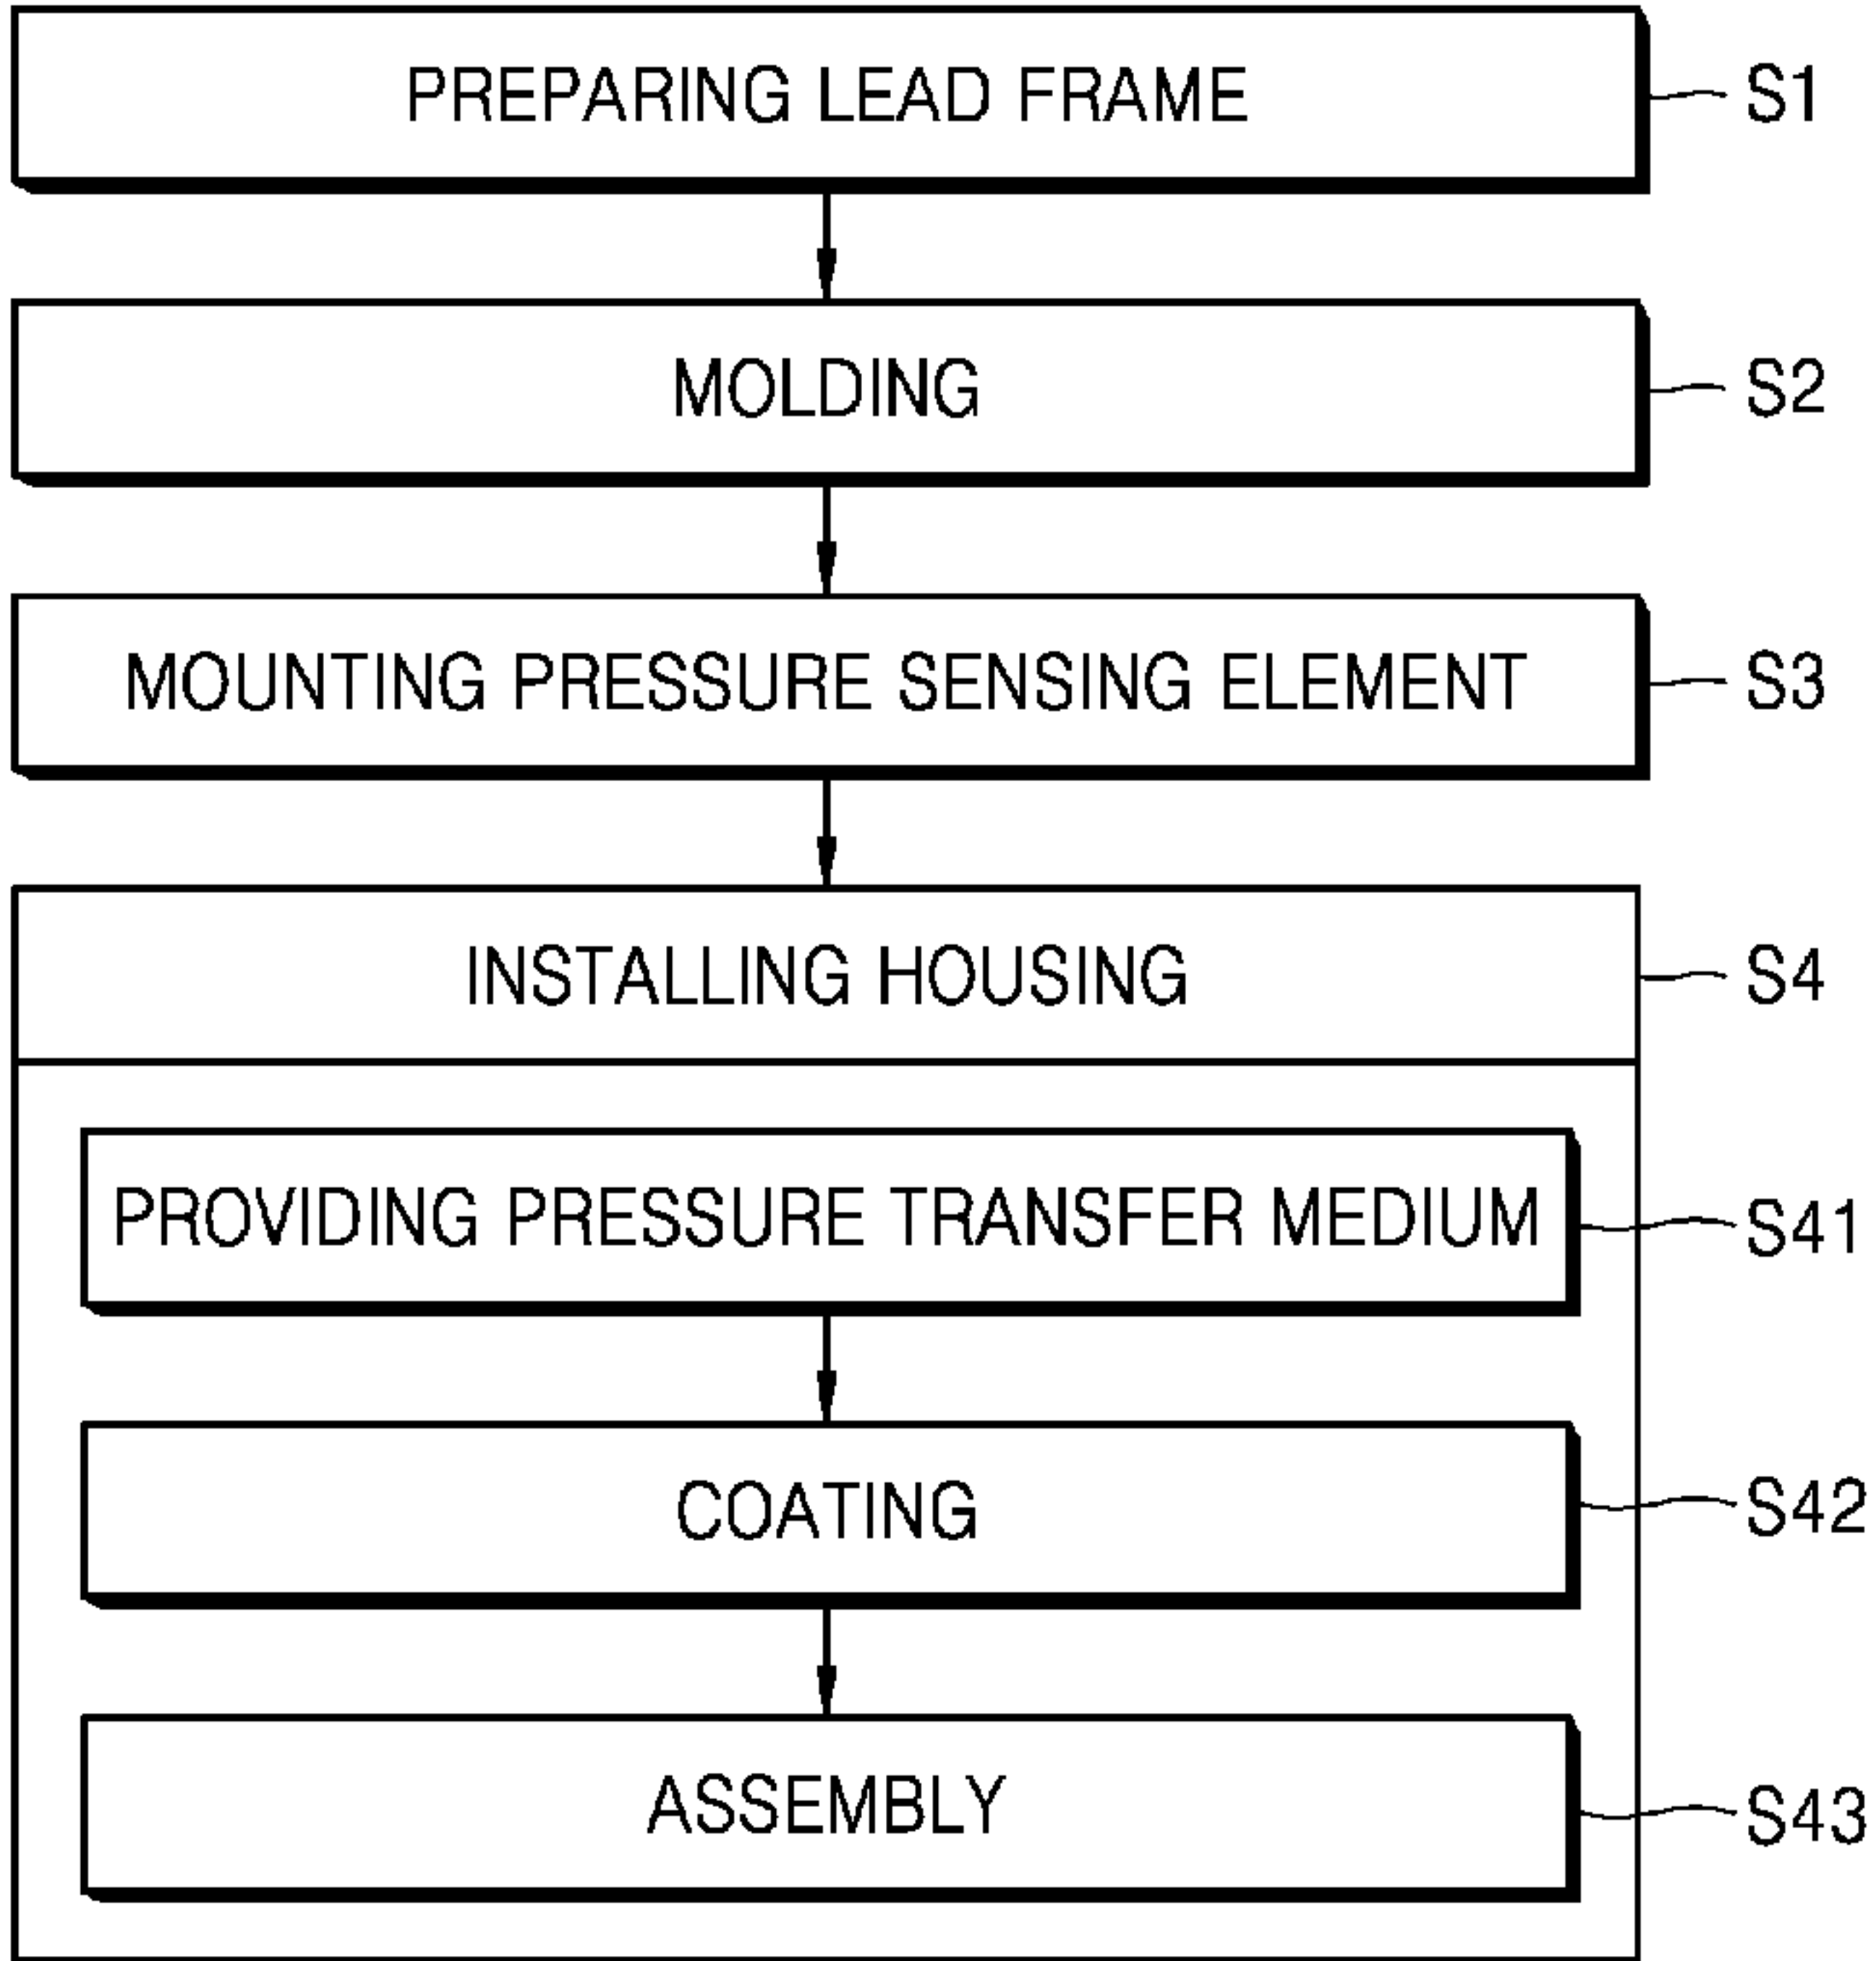 PREPARING LEAD FRAME S1
MOLDING S2
MOUNTING PRESSURE SENSING ELEMENT S3
INSTALLING HOUSING S4
PROVIDING PRESSURE TRANSFER MEDIUM S41
COATING S42
ASSEMBLY S43